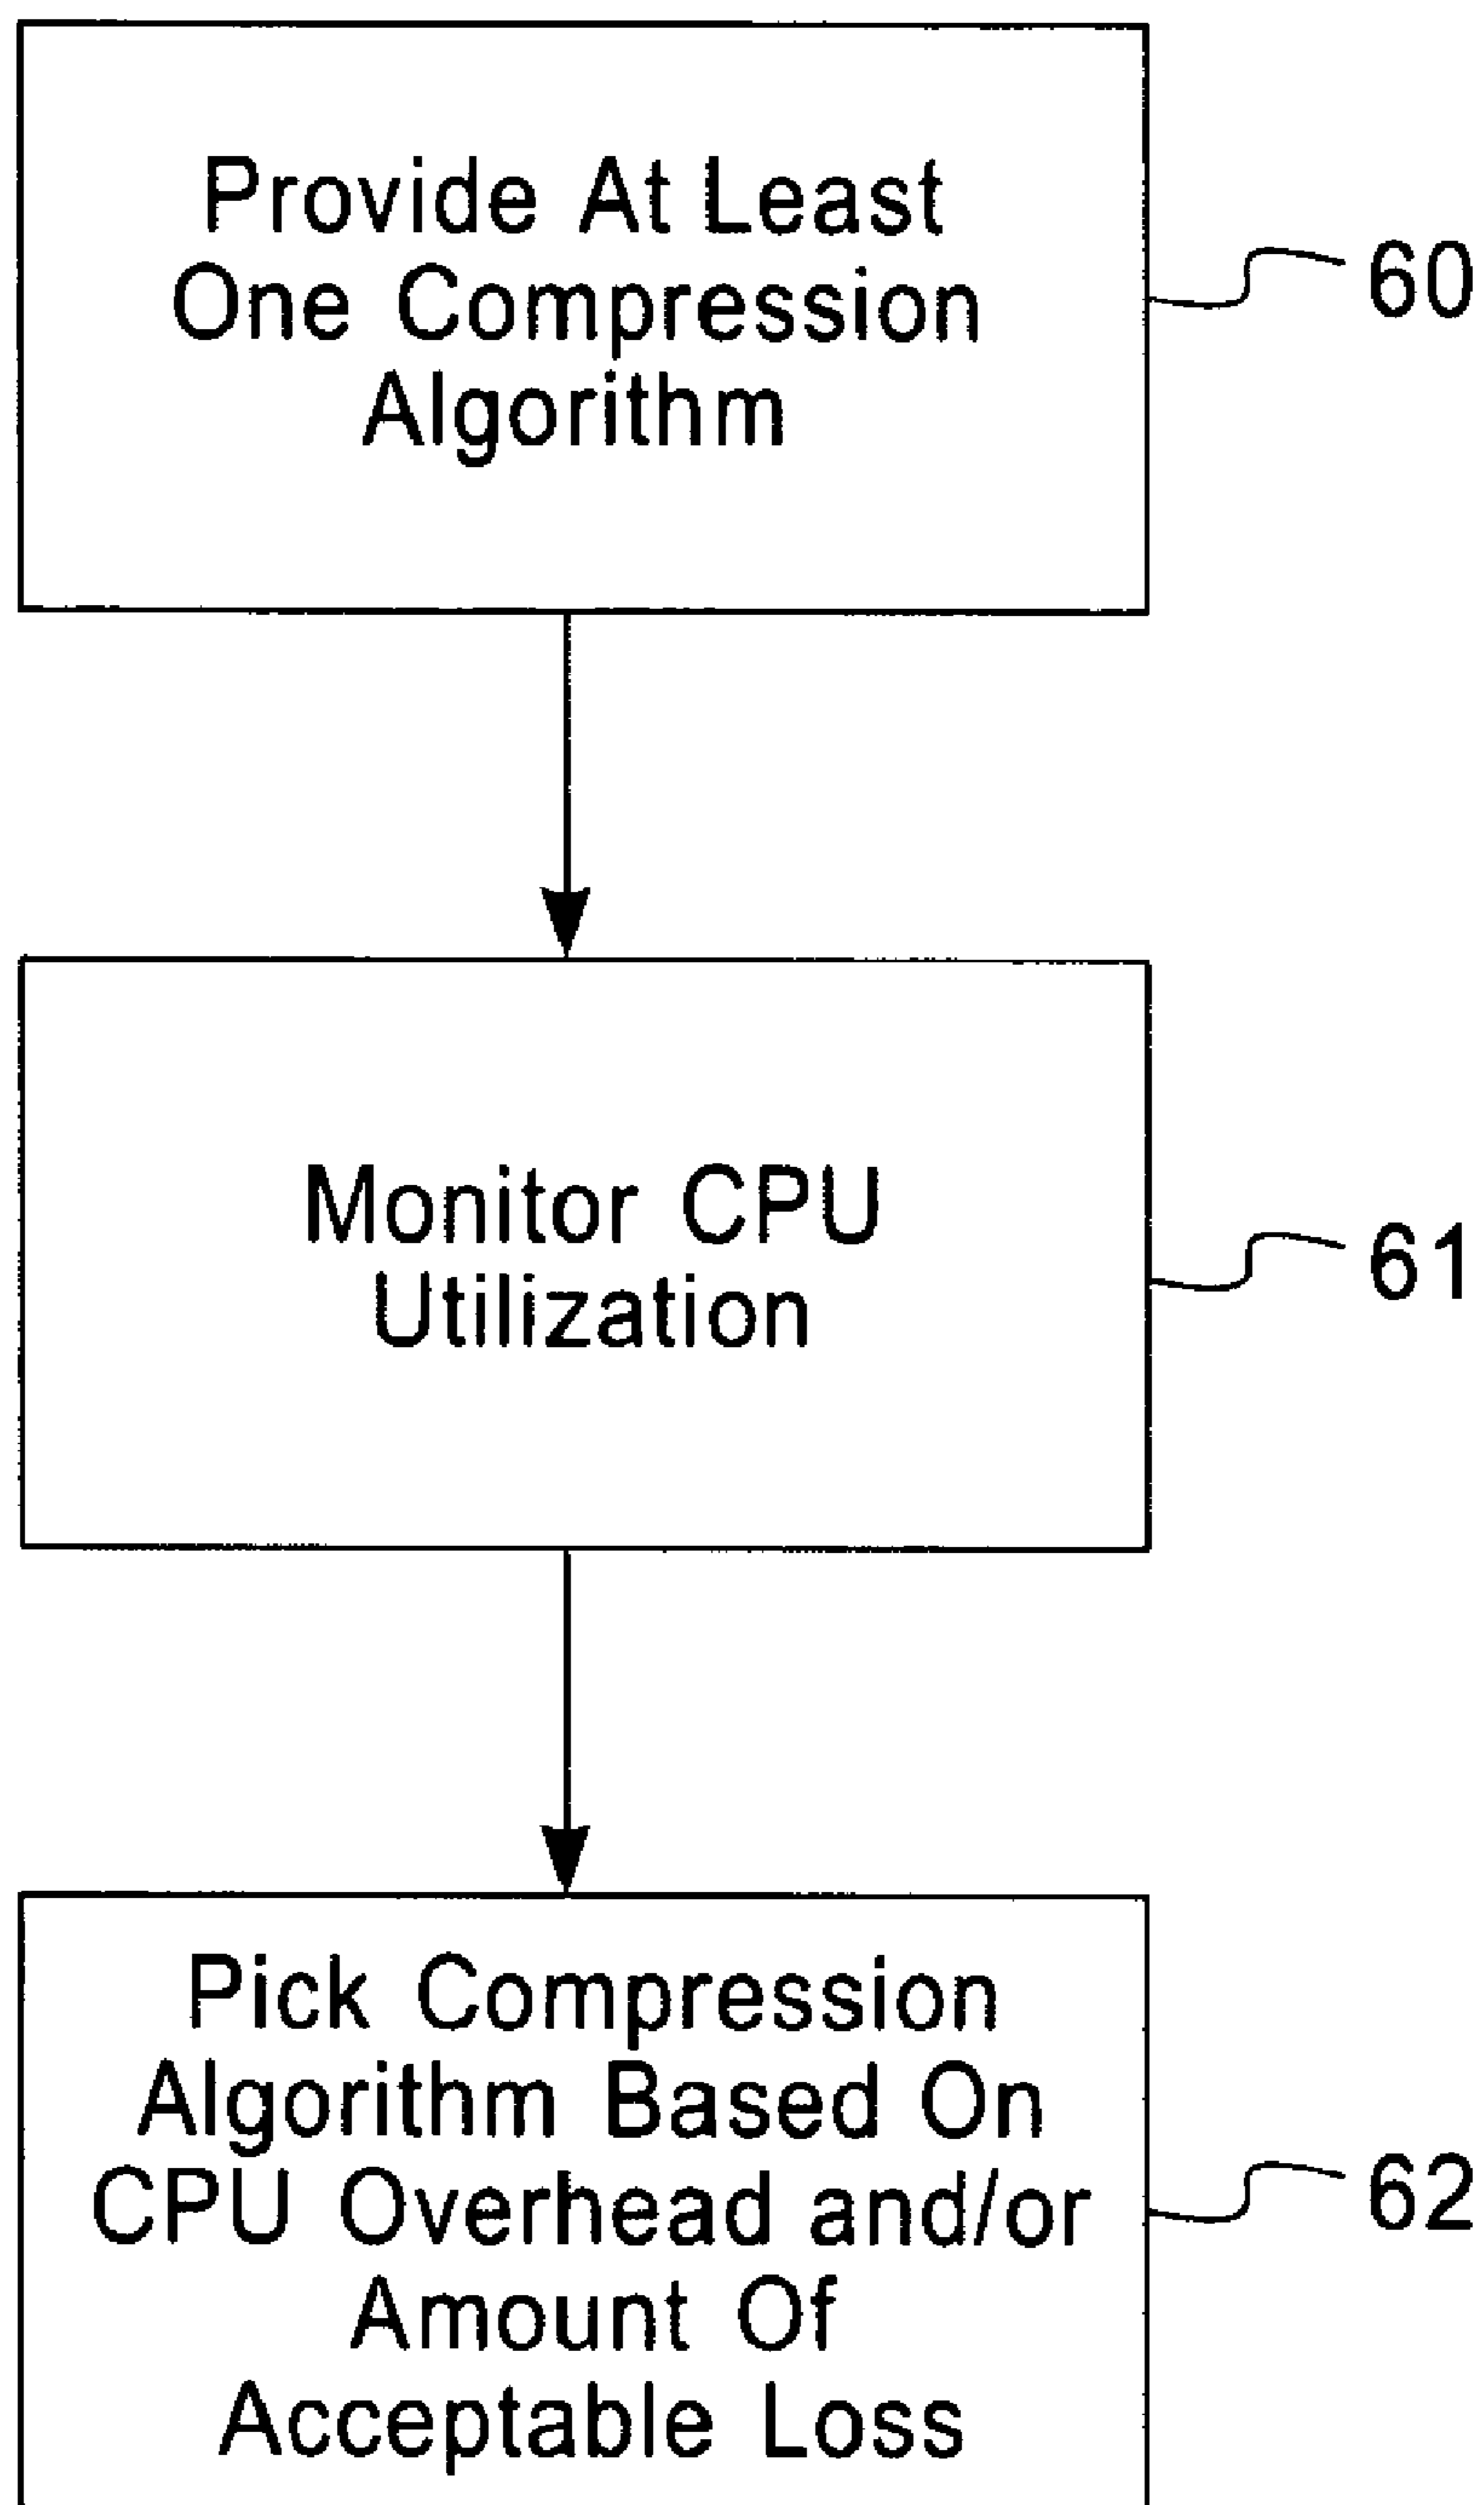 Provide At Least
One Compression
Algorithm
60
Monitor CPU
Utilization
61
Pick Compression
Algorithm Based On
CPU Overhead and/or
Amount Of
Acceptable Loss
62